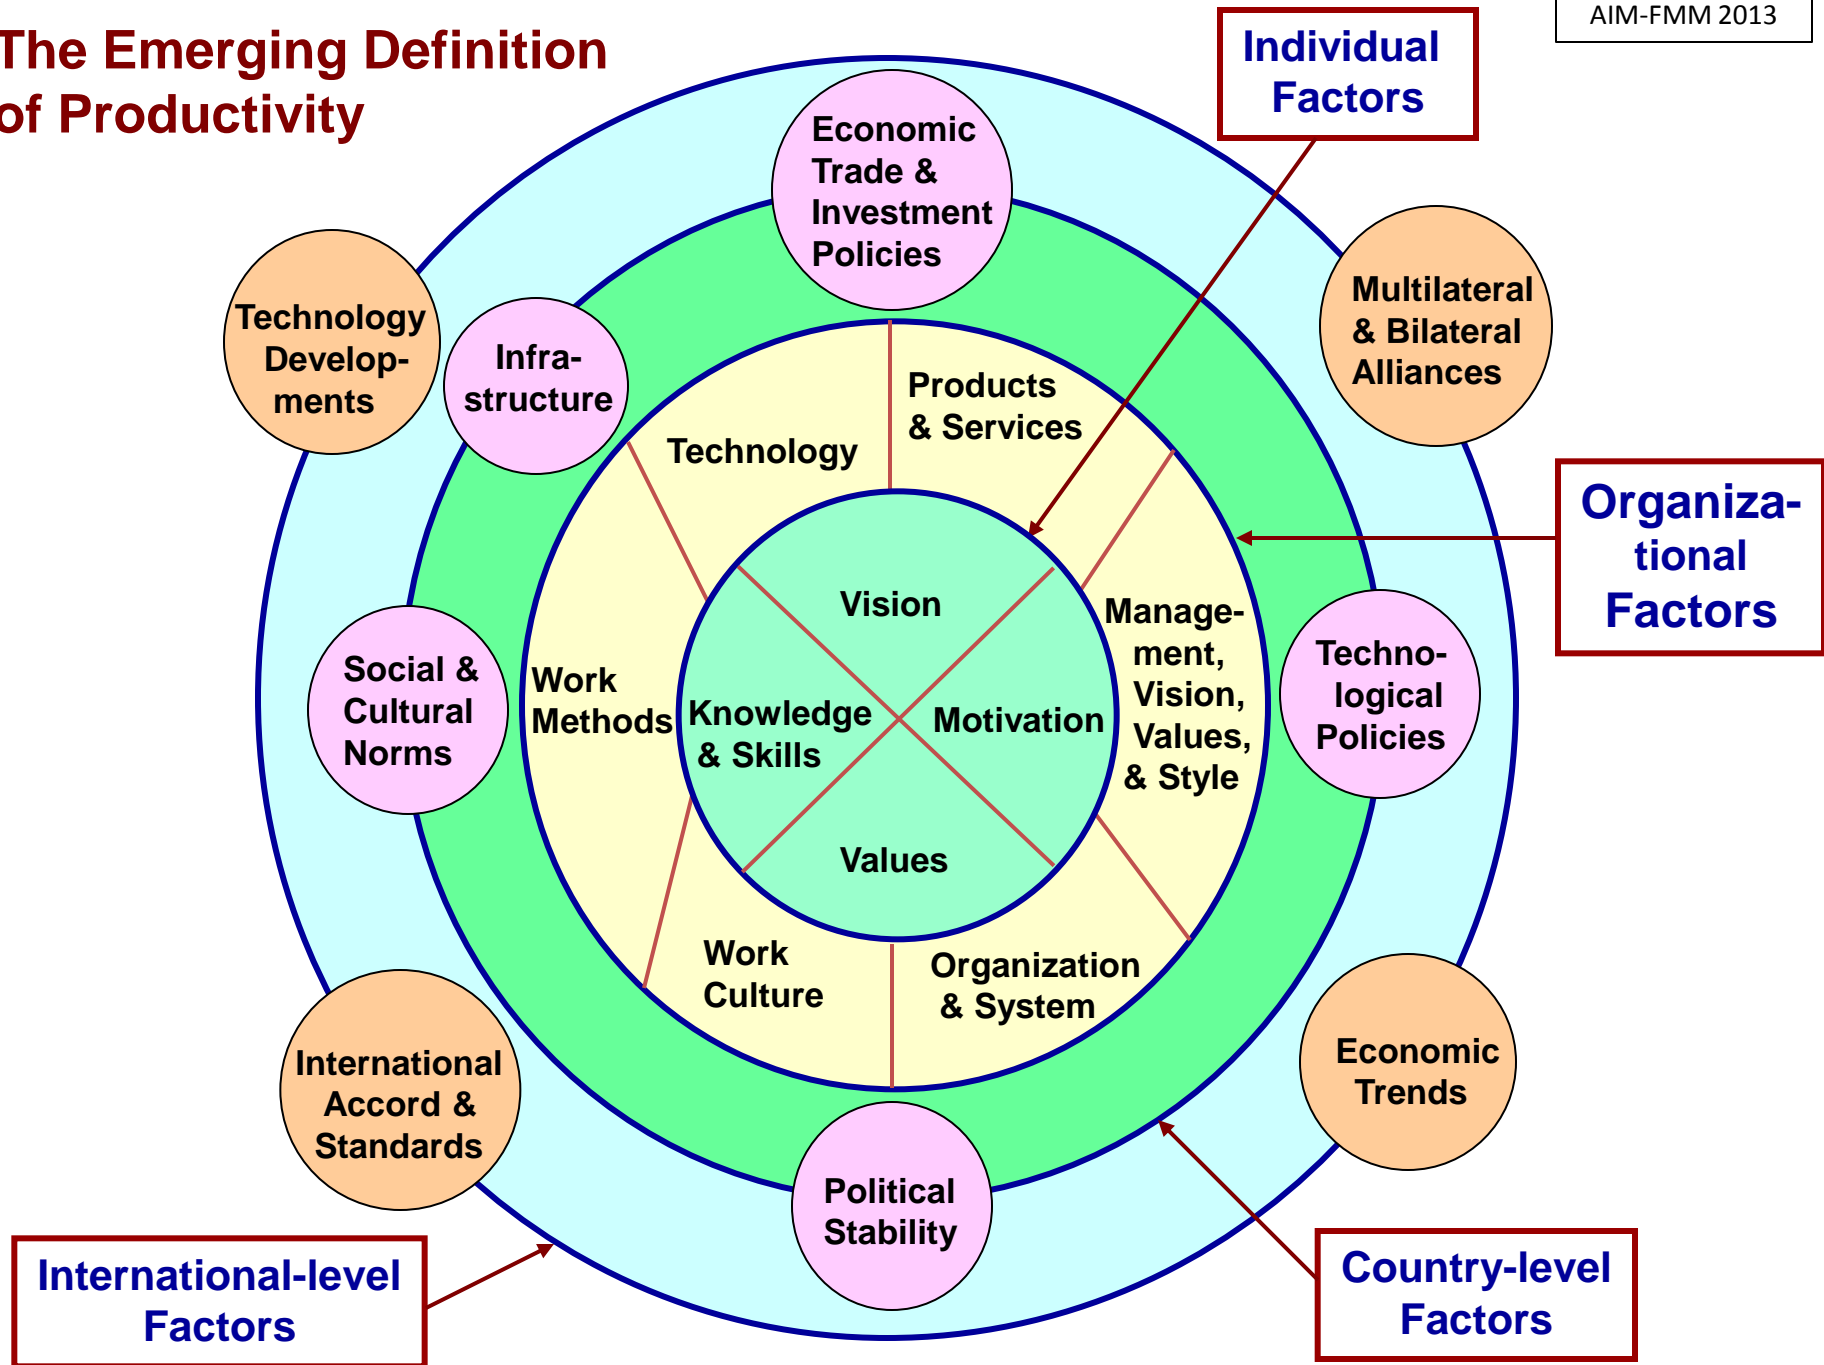 AIM-FMM 2013
The Emerging Definition
of Productivity
Individual
Factors
Economic
Trade &
Investment
Policies
Multilateral
& Bilateral
Alliances
Technology
Develop-
ments
Infra-
structure
Products
& Services
Technology
Organiza-
tional
Factors
Vision
Manage-
ment,
Vision,
Values,
& Style
Techno-
logical
Policies
Social &
Cultural
Norms
Work
Methods
Knowledge
& Skills
Motivation
Values
Work
Culture
Organization
& System
International
Accord &
Standards
Economic
Trends
Political
Stability
International-level
Factors
Country-level
Factors